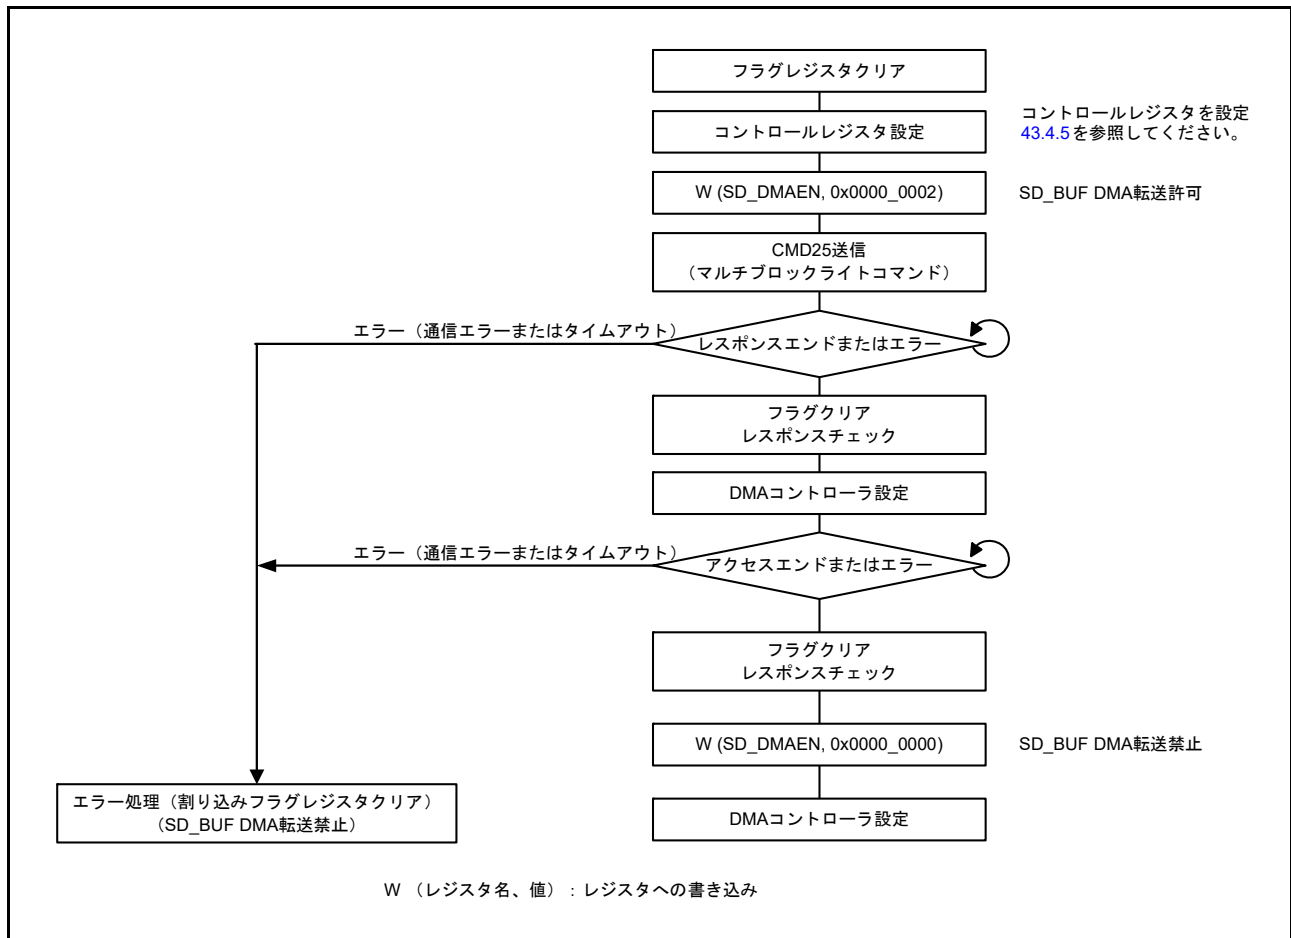 フラグレジスタクリア
コントロールレジスタ設定
コントロールレジスタを設定
43.4.5を参照してください。
W (SD_DMAEN, 0x0000_0002)
SD_BUF DMA転送許可
CMD25送信
（マルチブロックライトコマンド）
エラー（通信エラーまたはタイムアウト）
レスポンスエンドまたはエラー
フラグクリア
レスポンスチェック
DMAコントローラ設定
エラー（通信エラーまたはタイムアウト）
アクセスエンドまたはエラー
フラグクリア
レスポンスチェック
W (SD_DMAEN, 0x0000_0000)
SD_BUF DMA転送禁止
エラー処理（割り込みフラグレジスタクリア）
（SD_BUF DMA転送禁止）
DMAコントローラ設定
W （レジスタ名、値）：レジスタへの書き込み